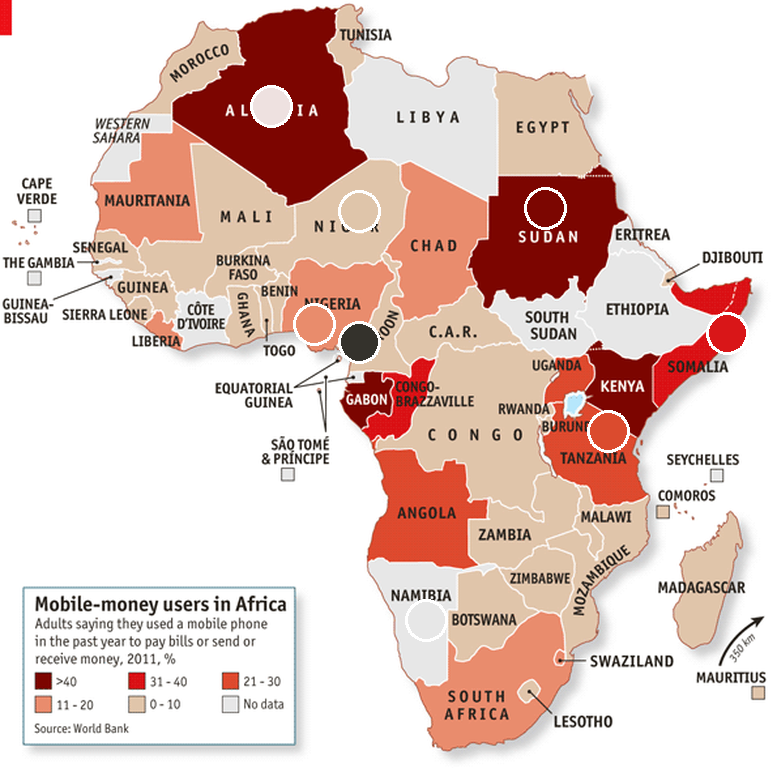 TUNISIA
MOROCCO
LIBYA
EGYPT
WESTERN
SAHARA
CAPE
VERDE
MAURITANIA
MALI
CHAD
SUDAN
ERITREA
SENEGAL
THE GAMBIA
DJIBOUTI
BURKINA
FASO
GUINEA
BENIN
NIGERIA
GUINEA-
BISSAU
SIERRA LEONE
CÔTE
D'IVOIRE
GHANA
ETHIOPIA
SOUTH
SUDAN
C.A.R.
LIBERIA
TOGO
SOMALIA
UGANDA
KENYA
EQUATORIAL
GUINEA
GABON
CONGO-
BRAZZAVILLE
RWANDA
CONGO
SÃO TOMÉ
& PRÍNCIPE
TANZANIA
SEYCHELLES
COMOROS
ANGOLA
MALAWI
ZAMBIA
ZIMBABWE
MOZAMBIQUE
MADAGASCAR
NAMIBIA
BOTSWANA
350 km
MAURITIUS
SWAZILAND
SOUTH
AFRICA
LESOTHO
Mobile-money users in Africa
Adults saying they used a mobile phone
in the past year to pay bills or send or
receive money, 2011, %
>40 31 - 40 21 - 30
11 - 20 0 - 10 No data
Source: World Bank